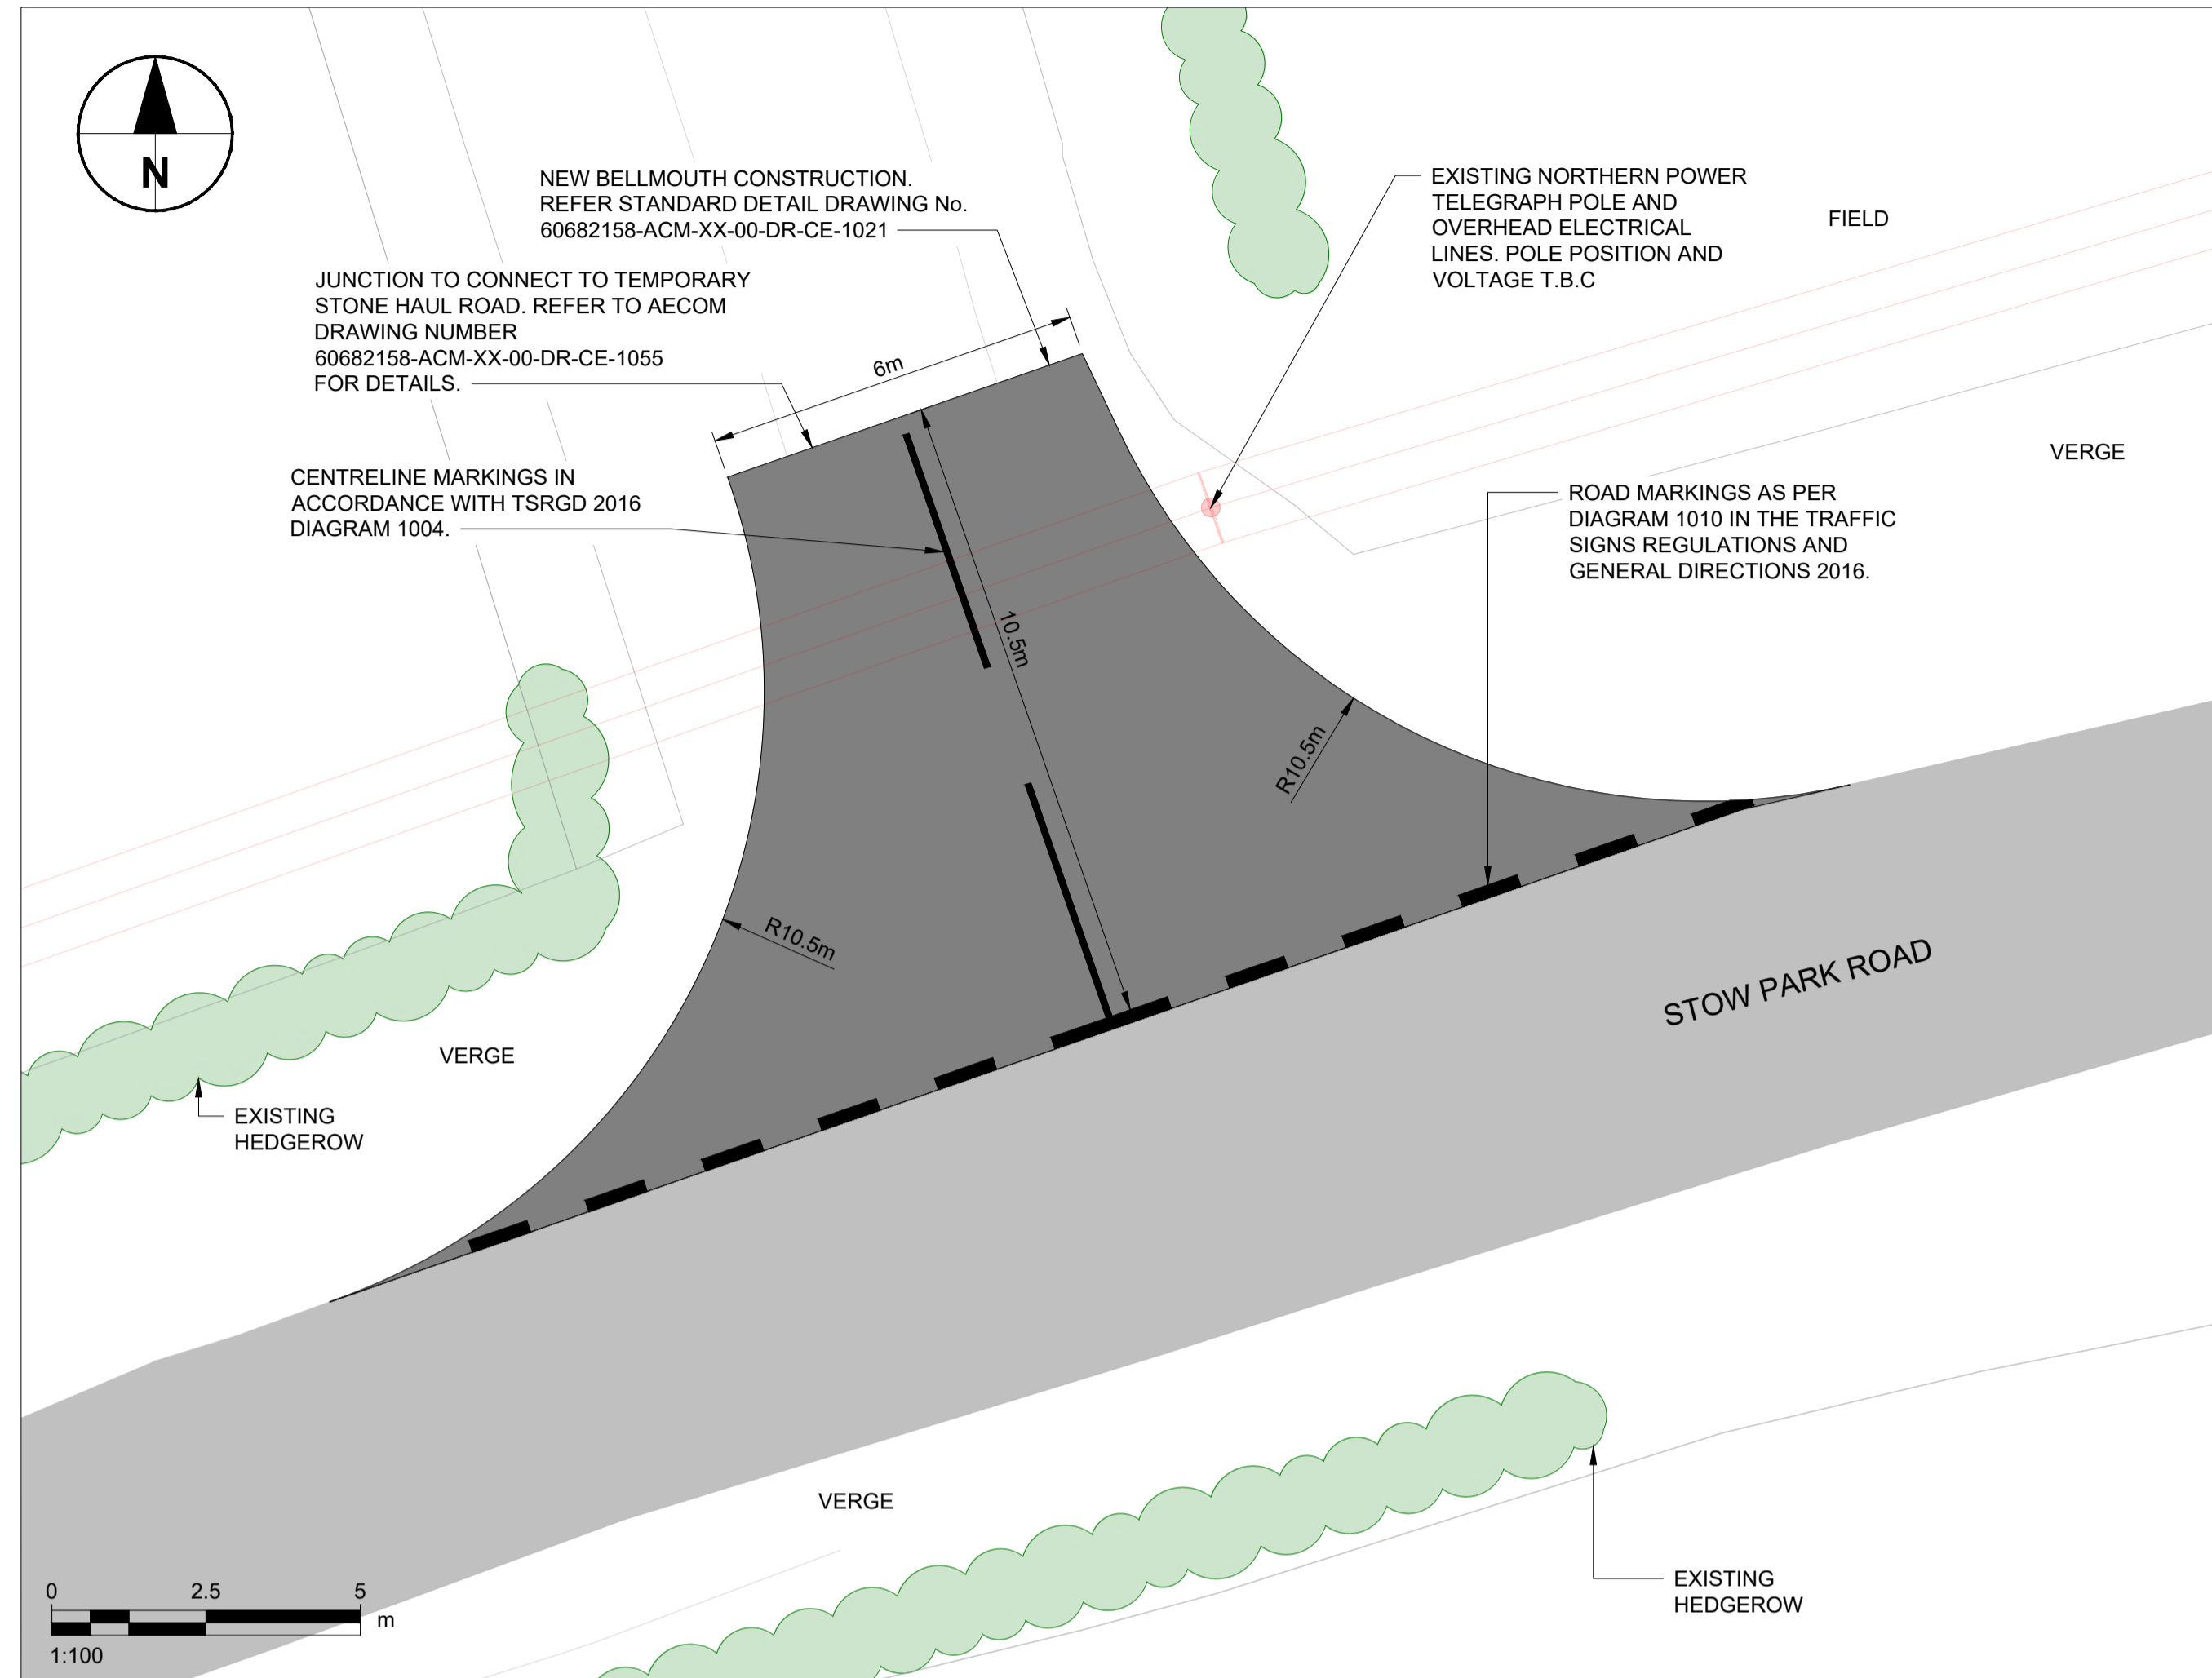 N
NEW BELLMOUTH CONSTRUCTION.
REFER STANDARD DETAIL DRAWING No.
60682158-ACM-XX-00-DR-CE-1021
EXISTING NORTHERN POWER
TELEGRAPH POLE AND
OVERHEAD ELECTRICAL
LINES. POLE POSITION AND
VOLTAGE T.B.C
FIELD
JUNCTION TO CONNECT TO TEMPORARY
STONE HAUL ROAD. REFER TO AECOM
DRAWING NUMBER
60682158-ACM-XX-00-DR-CE-1055
FOR DETAILS.
6m
VERGE
CENTRELINE MARKINGS IN
ACCORDANCE WITH TSRGD 2016
DIAGRAM 1004.
ROAD MARKINGS AS PER
DIAGRAM 1010 IN THE TRAFFIC
SIGNS REGULATIONS AND
GENERAL DIRECTIONS 2016.
10.5m
R10.5m
R10.5m
STOW PARK ROAD
VERGE
EXISTING
HEDGEROW
VERGE
EXISTING
HEDGEROW
0 2.5 5
m
1:100